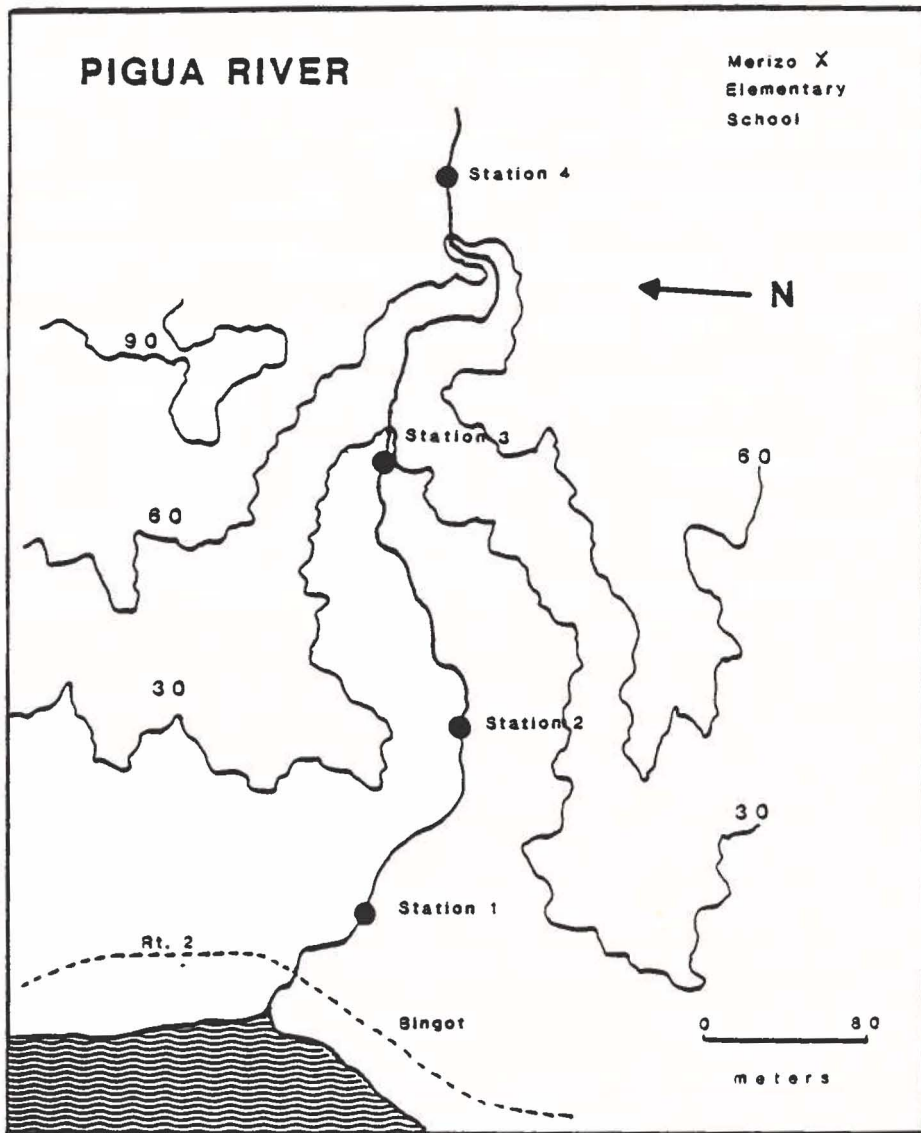 PIGUA RIVER
Merizo X
Elementary
School
Station 4
N
90
Station 3
60
60
30
Station 2
30
Station 1
Rt. 2
Bingot
0 80
meters